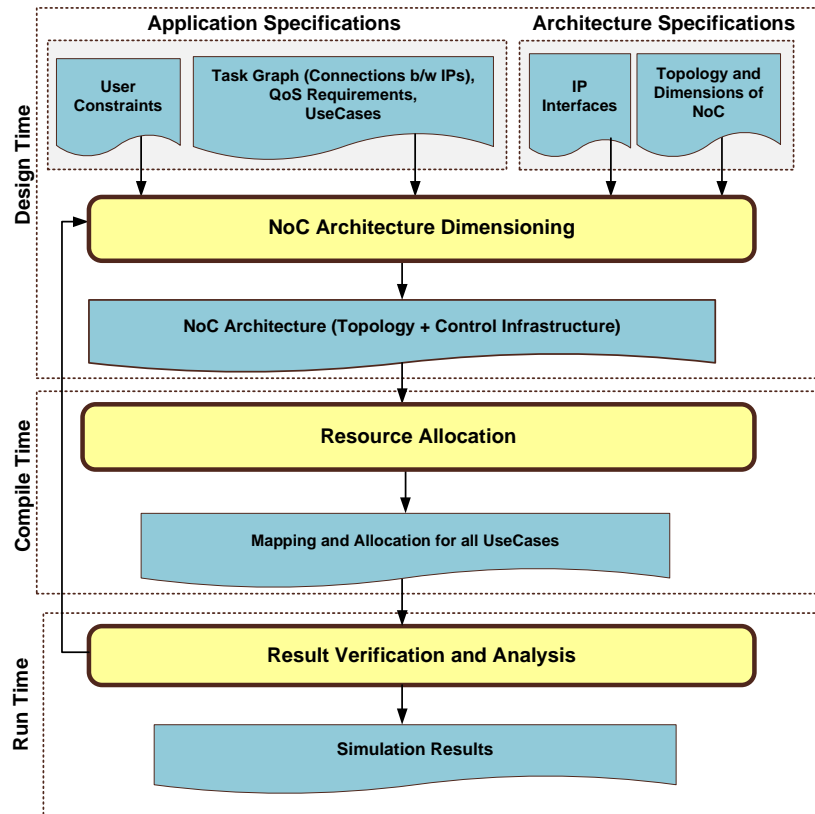 Application Specifications
Architecture Specifications
User
Constraints
Task Graph (Connections b/w IPs),
QoS Requirements,
UseCases
IP
Interfaces
Topology and
Dimensions of
NoC
Design Time
NoC Architecture Dimensioning
NoC Architecture (Topology + Control Infrastructure)
Compile Time
Resource Allocation
Mapping and Allocation for all UseCases
Run Time
Result Verification and Analysis
Simulation Results